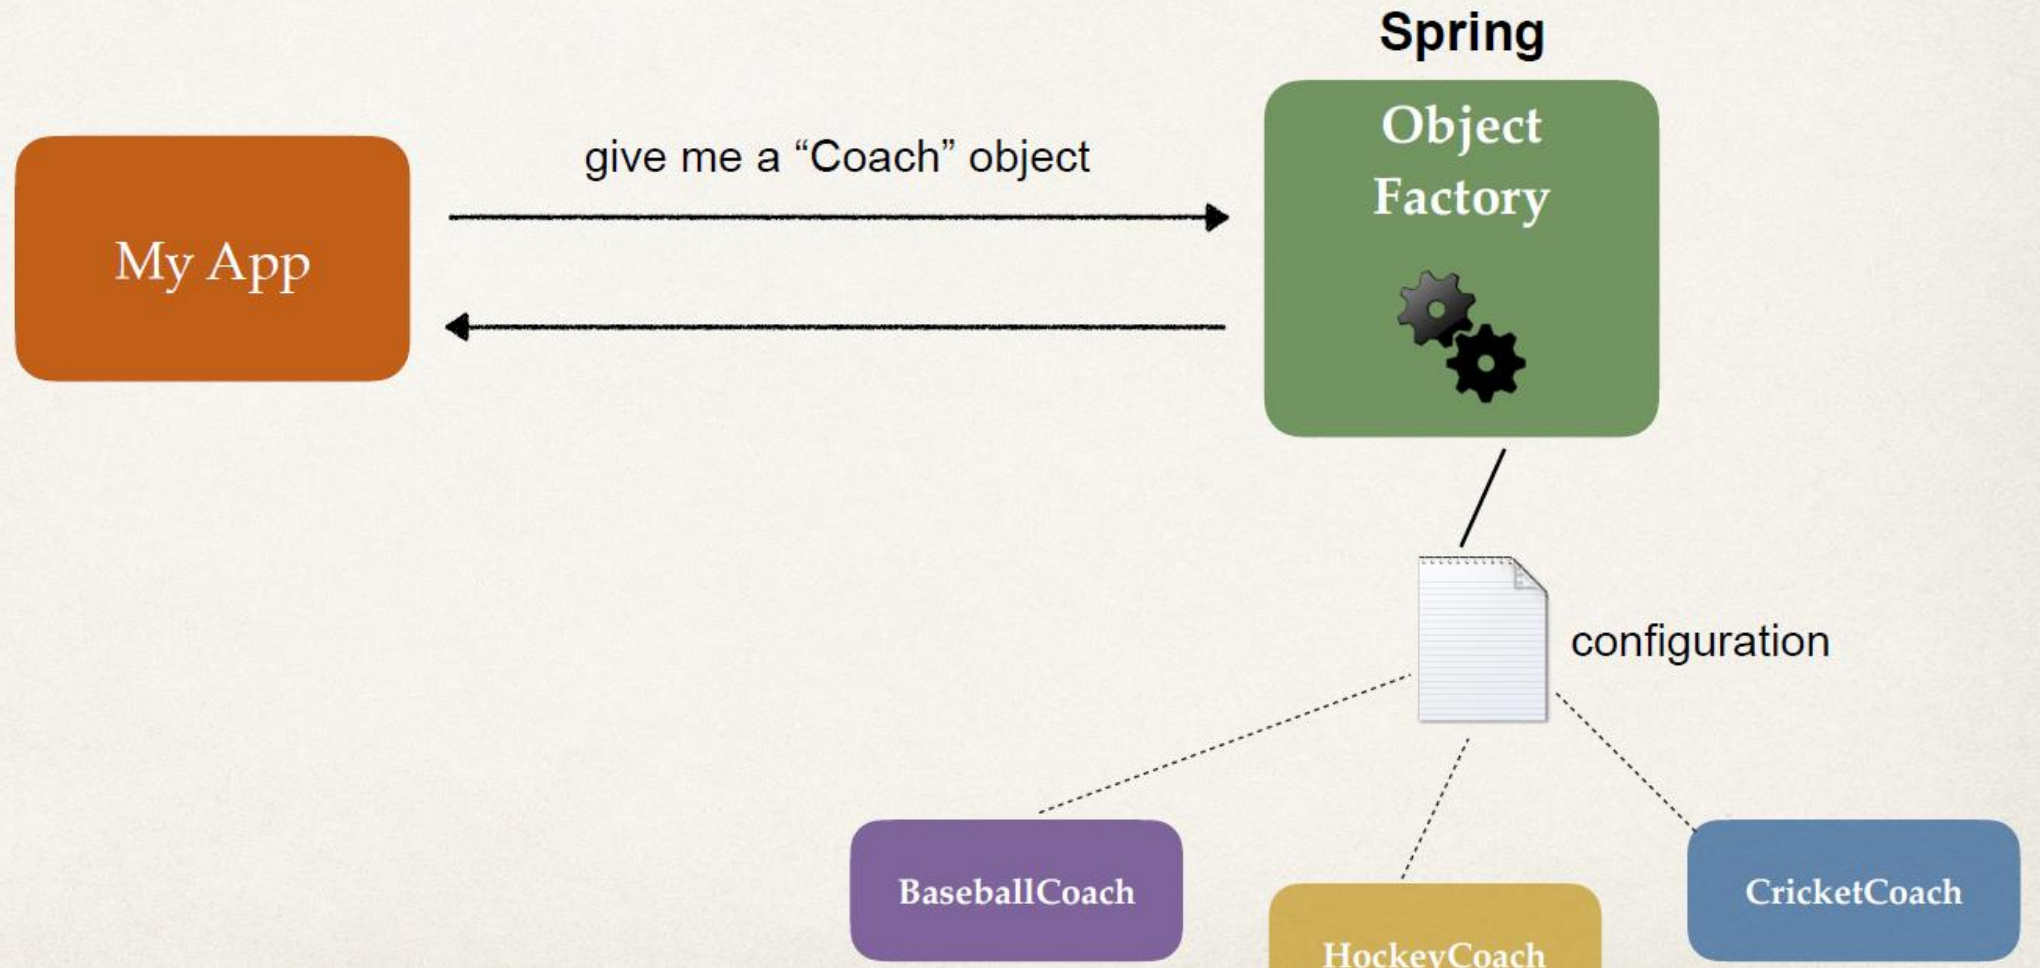 Spring
Object
Factory
give me a “Coach” object
My App
configuration
BaseballCoach
CricketCoach
HockeyCoach